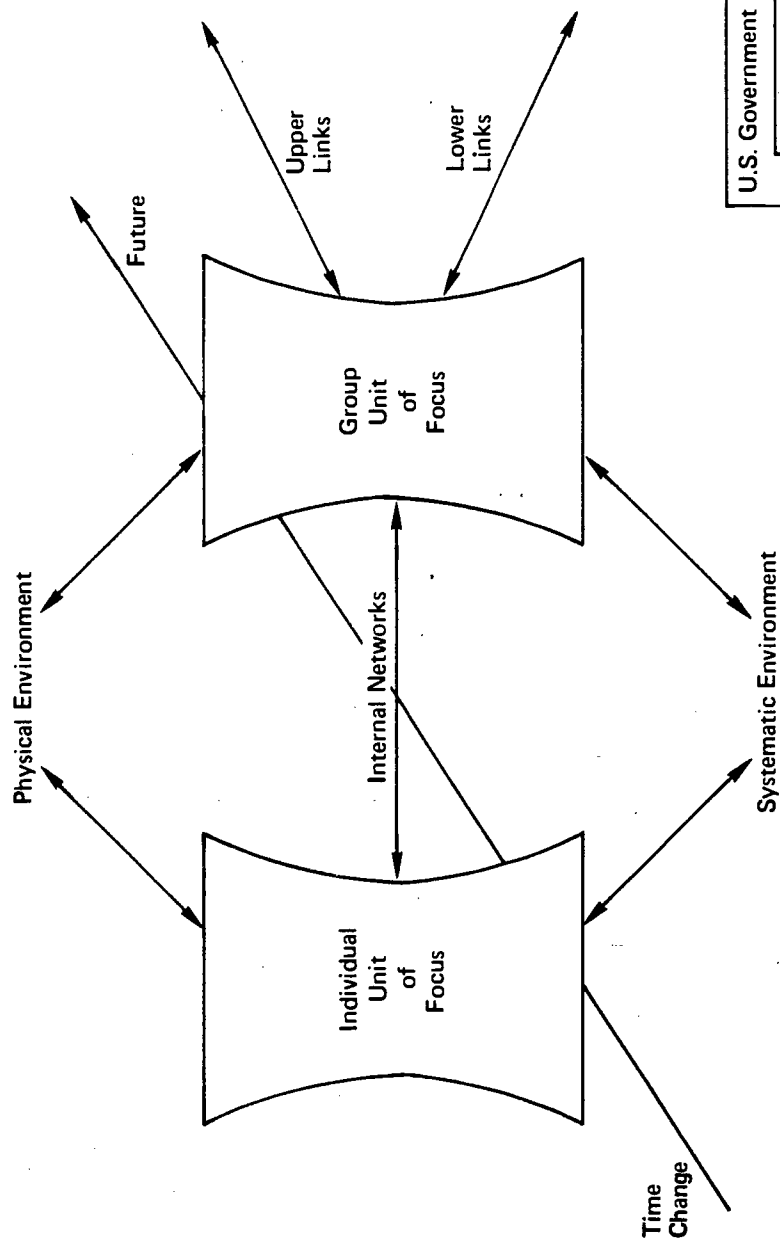 Physical Environment
Future
Upper
Links
Individual
Unit
of
Focus
Internal Networks
Group
Unit
of
Focus
Lower
Links
Time
Change
Systematic Environment
U.S. Government